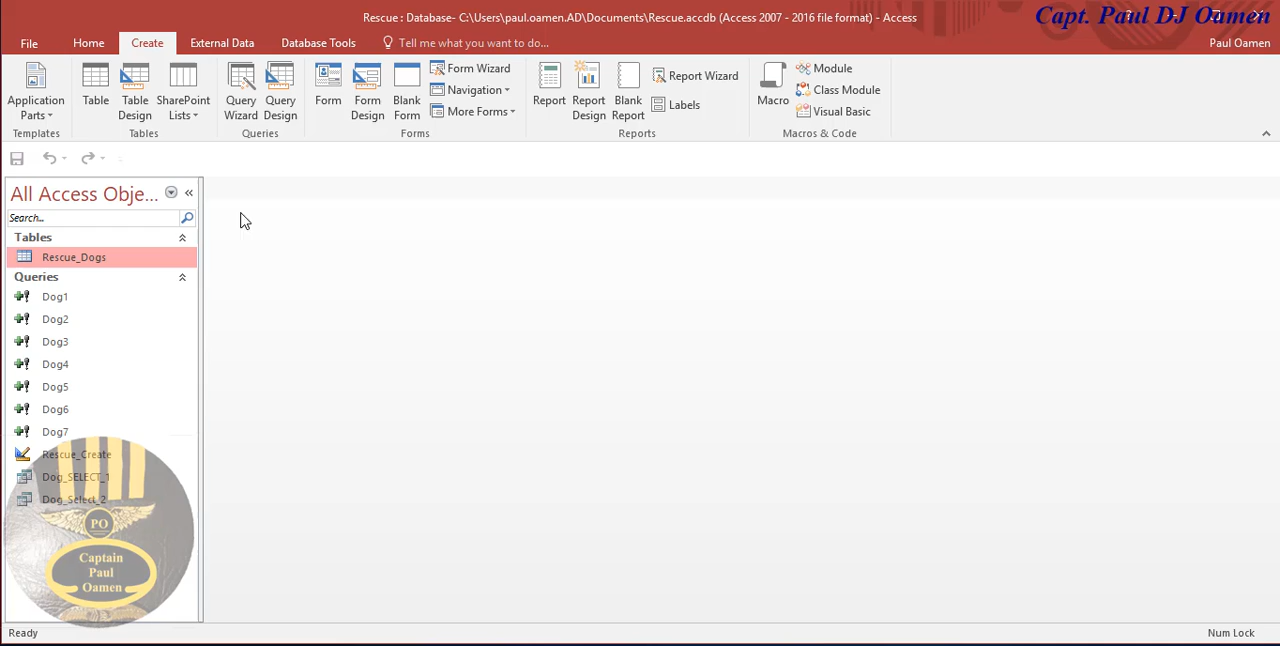 Rescue : Database- C:\Users\paul.oamen.AD\Documents\Rescue.accdb (Access 2007 - 2016 file format) - Access
Capt. Paul DJ Oamen
File Home Create External Data Database Tools Tell me what you want to do... Paul Oamen
Application Parts
Table
Table Design
SharePoint Lists
Query Wizard
Query Design
Form
Form Design
Blank Form
Form Wizard
Navigation
More Forms
Report
Report Design
Blank Report
Report Wizard
Labels
Macro
Module
Class Module
Visual Basic
Templates Tables Queries Forms Reports Macros & Code
All Access Obje...
Search...
Tables
Rescue_Dogs
Queries
Dog1
Dog2
Dog3
Dog4
Dog5
Dog6
Dog7
Rescue_Create
Dog_SELECT_1
Dog_Select_2
PO
Captain
Paul
Oamen
Ready Num Lock